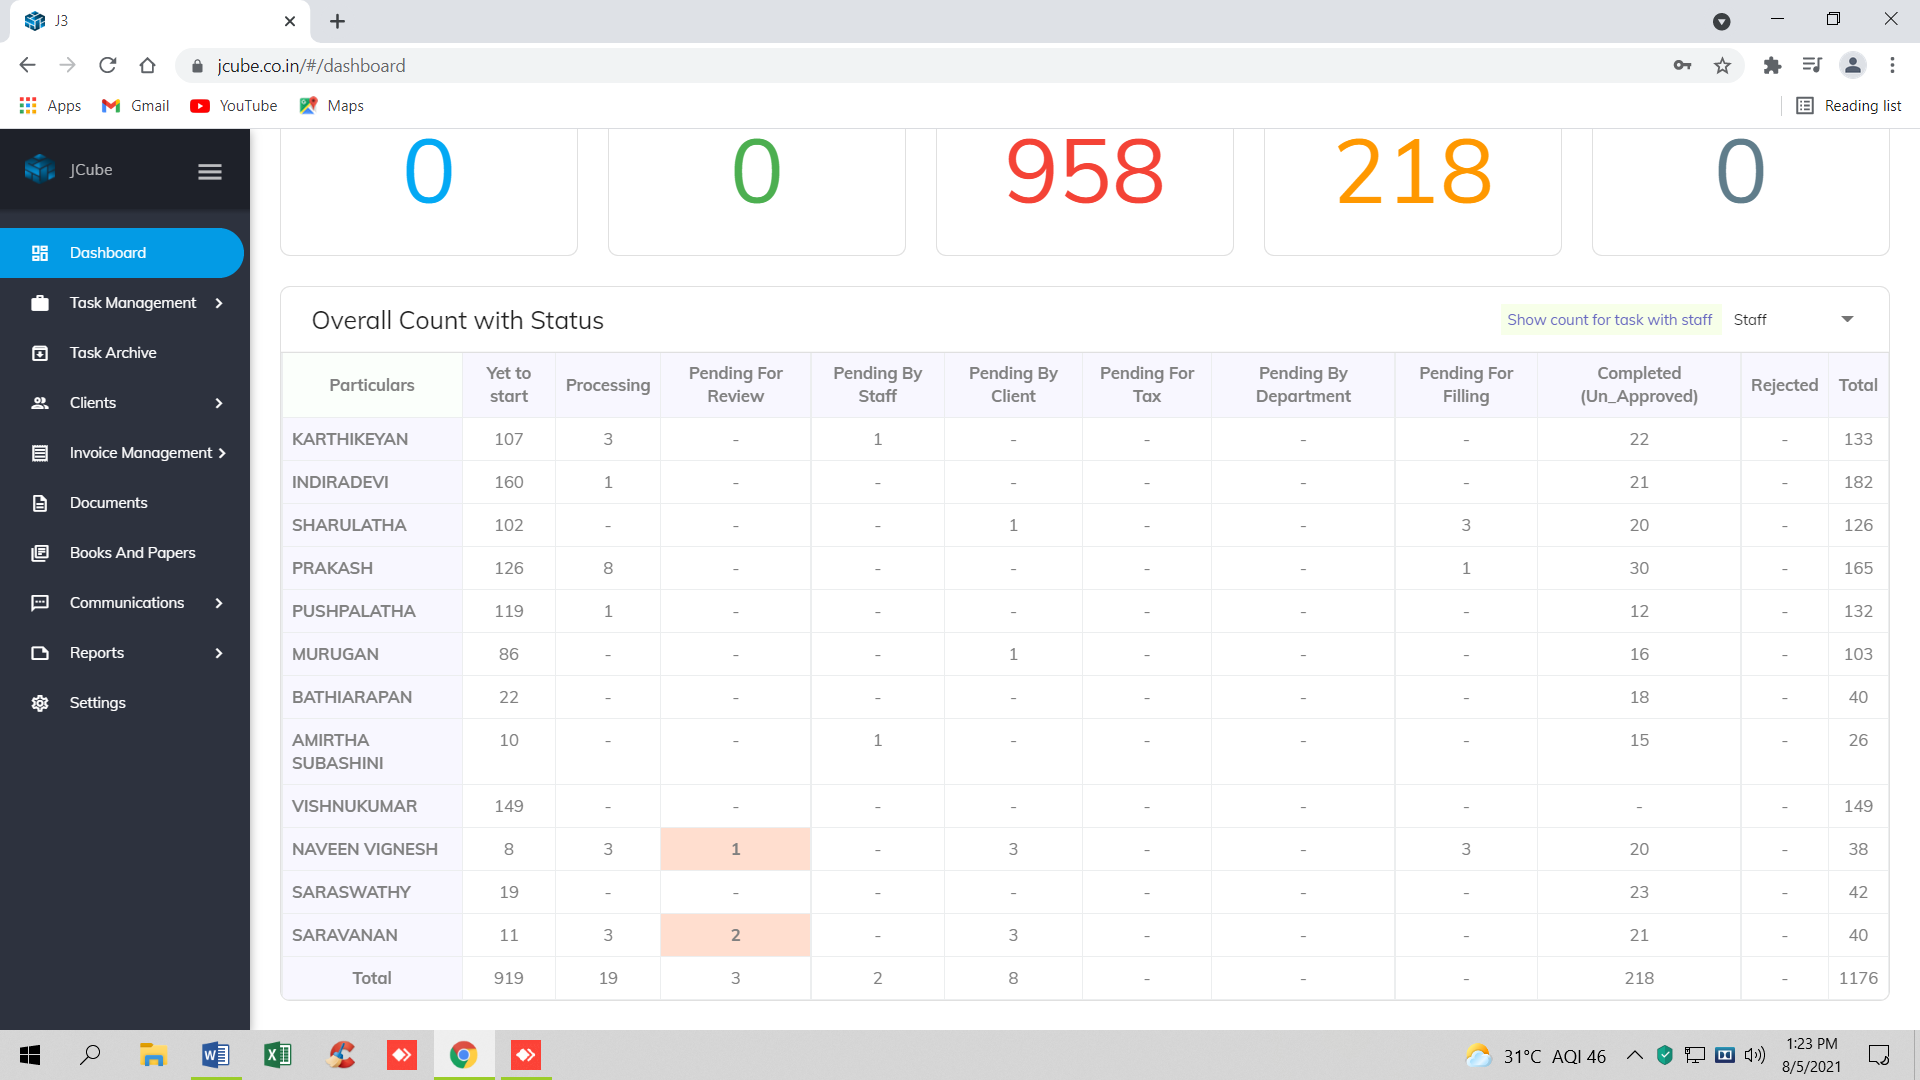 J3
jcube.co.in/#/dashboard
Apps Gmail YouTube Maps Reading list
JCube
Dashboard
Task Management
Task Archive
Clients
Invoice Management
Documents
Books And Papers
Communications
Reports
Settings
0 0 958 218 0
Overall Count with Status Show count for task with staff Staff
Particulars Yet to start Processing Pending For Review Pending By Staff Pending By Client Pending For Tax Pending By Department Pending For Filling Completed (Un_Approved) Rejected Total
KARTHIKEYAN 107 3 - 1 - - - - 22 - 133
INDIRADEVI 160 1 - - - - - - 21 - 182
SHARULATHA 102 - - - 1 - - 3 20 - 126
PRAKASH 126 8 - - - - - 1 30 - 165
PUSHPALATHA 119 1 - - - - - - 12 - 132
MURUGAN 86 - - - 1 - - - 16 - 103
BATHIARAPAN 22 - - - - - - - 18 - 40
AMIRTHA SUBASHINI 10 - - 1 - - - - 15 - 26
VISHNUKUMAR 149 - - - - - - - - - 149
NAVEEN VIGNESH 8 3 1 - 3 - - 3 20 - 38
SARASWATHY 19 - - - - - - - 23 - 42
SARAVANAN 11 3 2 - 3 - - - 21 - 40
Total 919 19 3 2 8 - - - 218 - 1176
31°C AQI 46
1:23 PM
8/5/2021